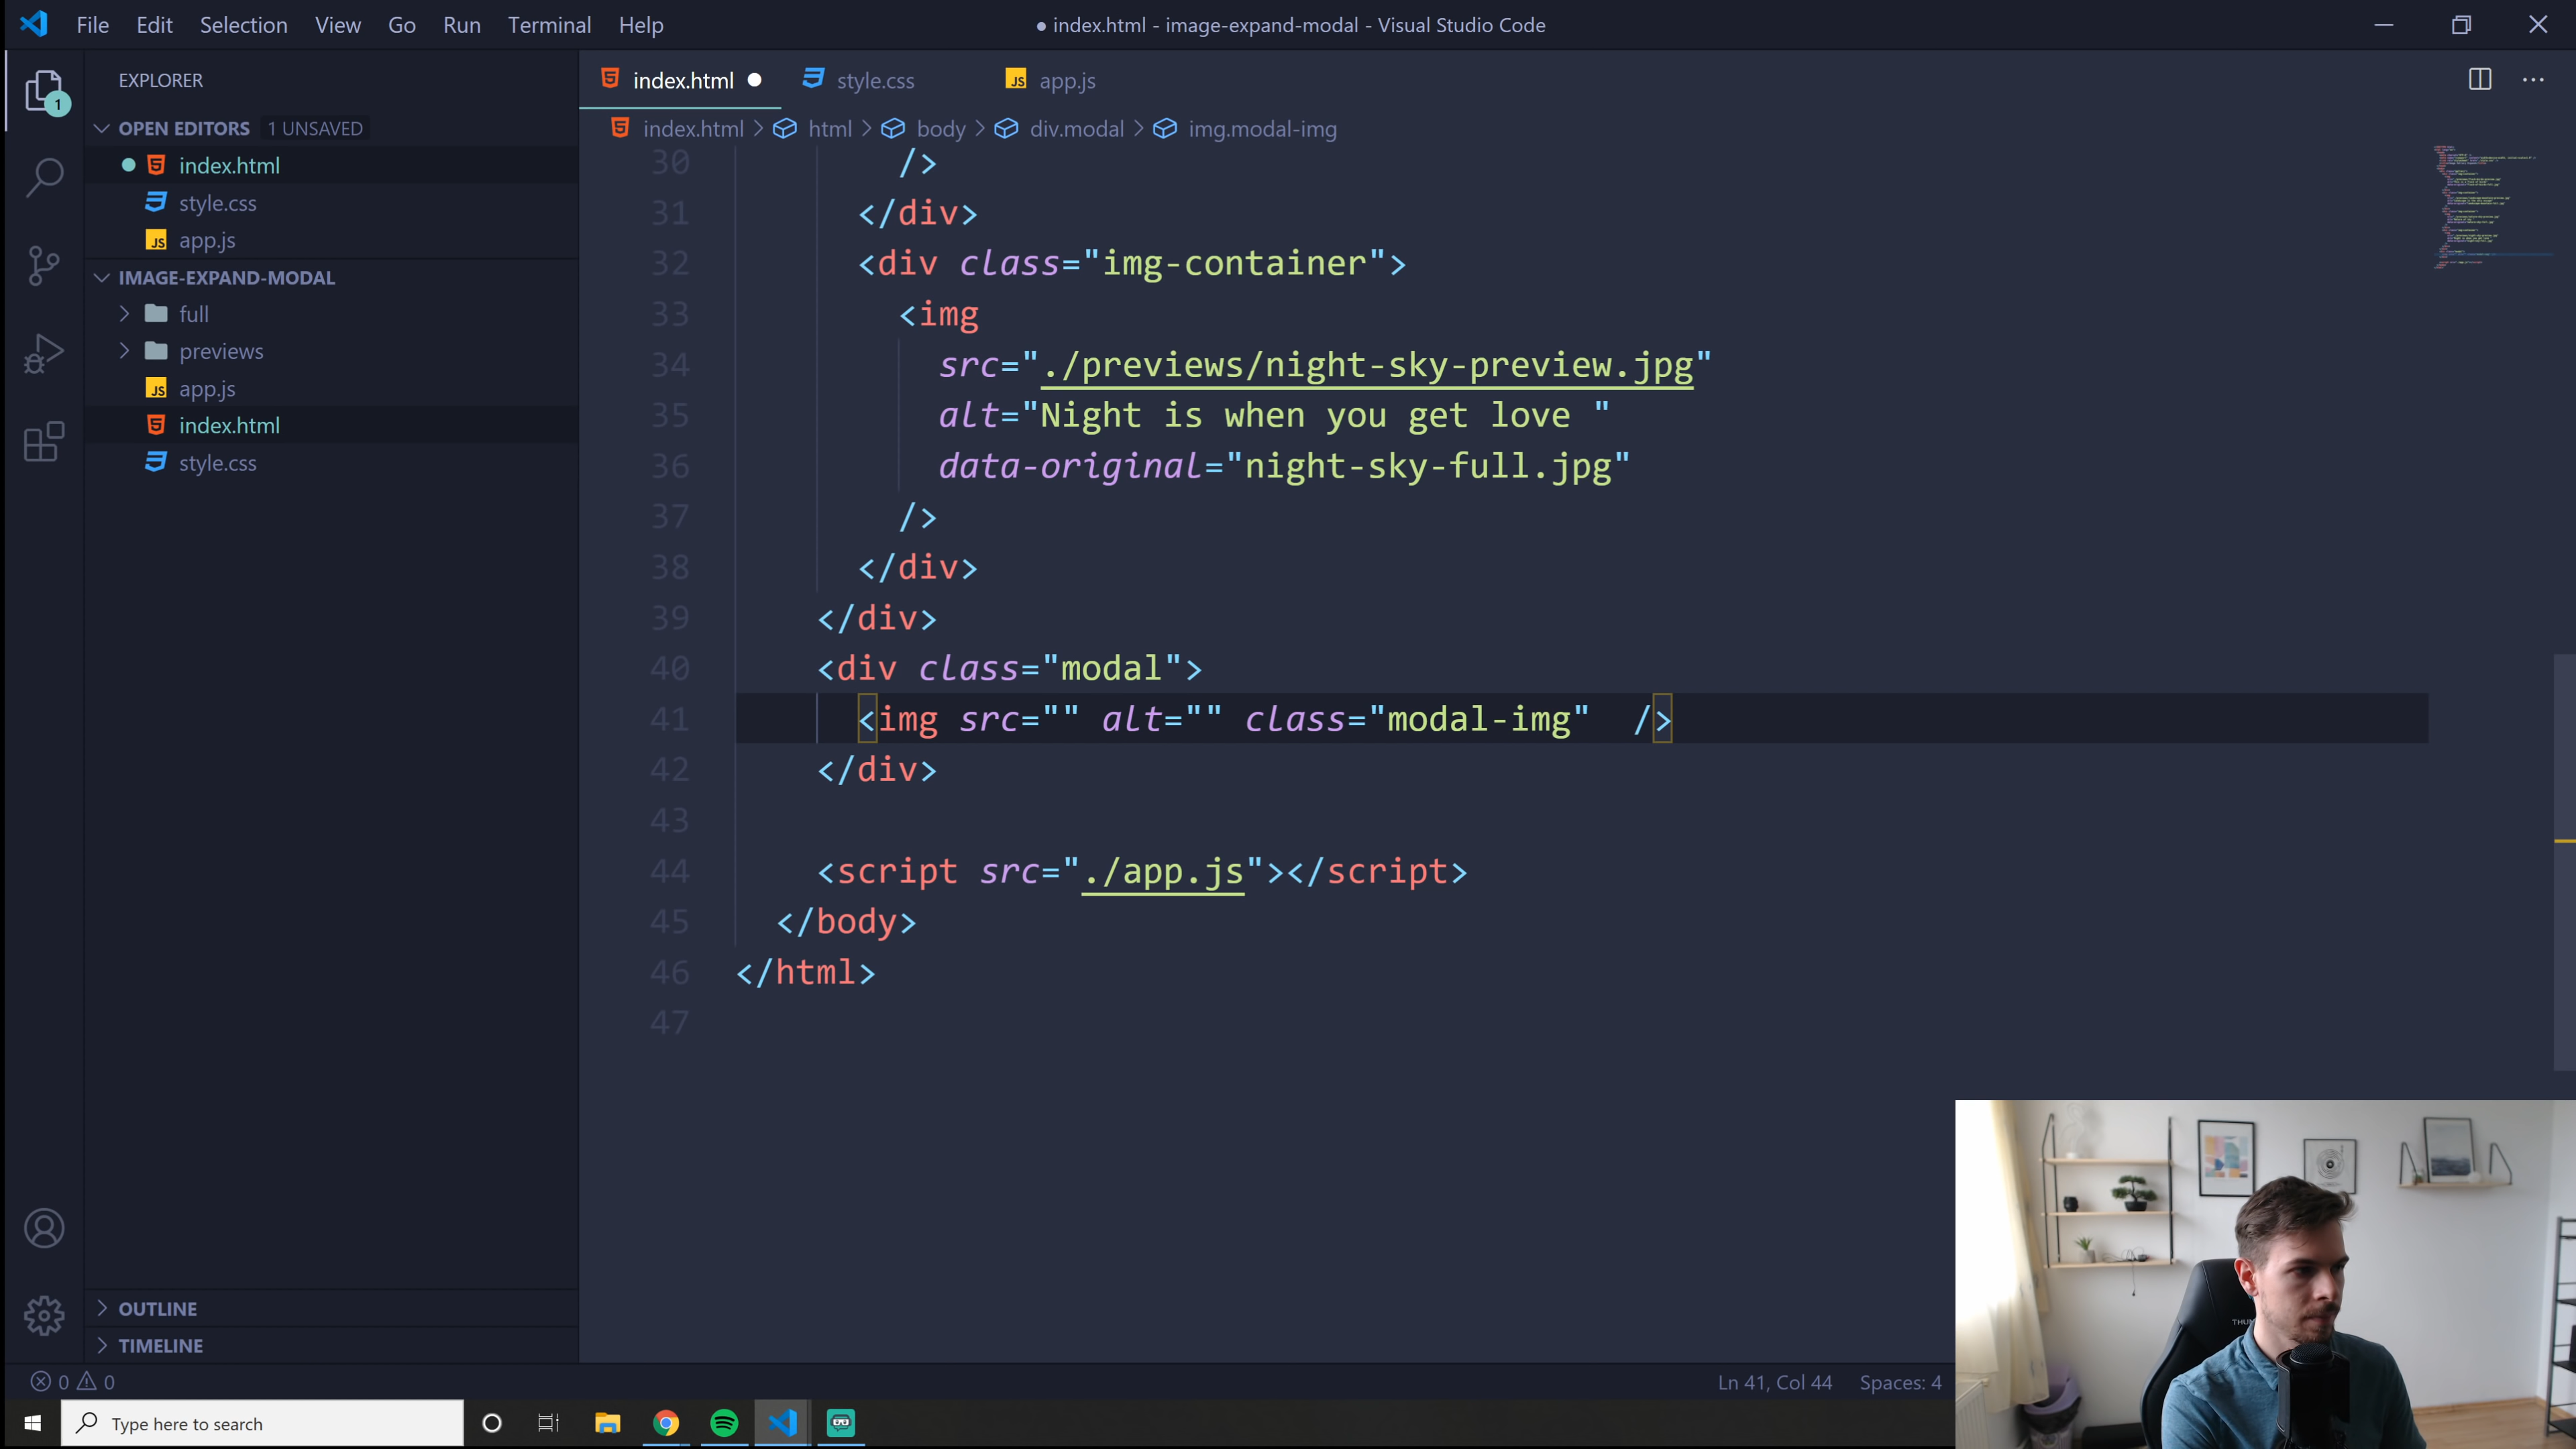 File Edit Selection View Go Run Terminal Help
● index.html - image-expand-modal - Visual Studio Code
EXPLORER
OPEN EDITORS 1 UNSAVED
index.html
style.css
JS app.js
IMAGE-EXPAND-MODAL
full
previews
JS app.js
index.html
style.css
OUTLINE
TIMELINE
1
index.html ● style.css JS app.js
index.html > html > body > div.modal > img.modal-img
30 />
31 </div>
32 <div class="img-container">
33 <img
34 src="./previews/night-sky-preview.jpg"
35 alt="Night is when you get love "
36 data-original="night-sky-full.jpg"
37 />
38 </div>
39 </div>
40 <div class="modal">
41 <img src="" alt="" class="modal-img"  />
42 </div>
43
44 <script src="./app.js"></script>
45 </body>
46 </html>
47
0 0
Ln 41, Col 44 Spaces: 4
Type here to search